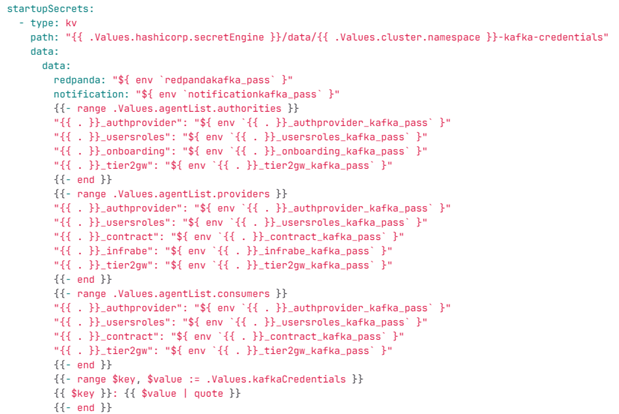 startupSecrets:
- type: kv
path: "{{ .Values.hashicorp.secretEngine }}/data/{{ .Values.cluster.namespace }}-kafka-credentials"
data:
data:
redpanda: "${ env `redpandakafka_pass` }"
notification: "${ env `notificationkafka_pass` }"
{{- range .Values.agentList.authorities }}
"{{ . }}_authprovider": "${ env `{{ . }}_authprovider_kafka_pass` }"
"{{ . }}_usersroles": "${ env `{{ . }}_usersroles_kafka_pass` }"
"{{ . }}_onboarding": "${ env `{{ . }}_onboarding_kafka_pass` }"
"{{ . }}_tier2gw": "${ env `{{ . }}_tier2gw_kafka_pass` }"
{{- end }}
{{- range .Values.agentList.providers }}
"{{ . }}_authprovider": "${ env `{{ . }}_authprovider_kafka_pass` }"
"{{ . }}_usersroles": "${ env `{{ . }}_usersroles_kafka_pass` }"
"{{ . }}_contract": "${ env `{{ . }}_contract_kafka_pass` }"
"{{ . }}_infrabe": "${ env `{{ . }}_infrabe_kafka_pass` }"
"{{ . }}_tier2gw": "${ env `{{ . }}_tier2gw_kafka_pass` }"
{{- end }}
{{- range .Values.agentList.consumers }}
"{{ . }}_authprovider": "${ env `{{ . }}_authprovider_kafka_pass` }"
"{{ . }}_usersroles": "${ env `{{ . }}_usersroles_kafka_pass` }"
"{{ . }}_contract": "${ env `{{ . }}_contract_kafka_pass` }"
"{{ . }}_tier2gw": "${ env `{{ . }}_tier2gw_kafka_pass` }"
{{- end }}
{{- range $key, $value := .Values.kafkaCredentials }}
{{ $key }}: {{ $value | quote }}
{{- end }}